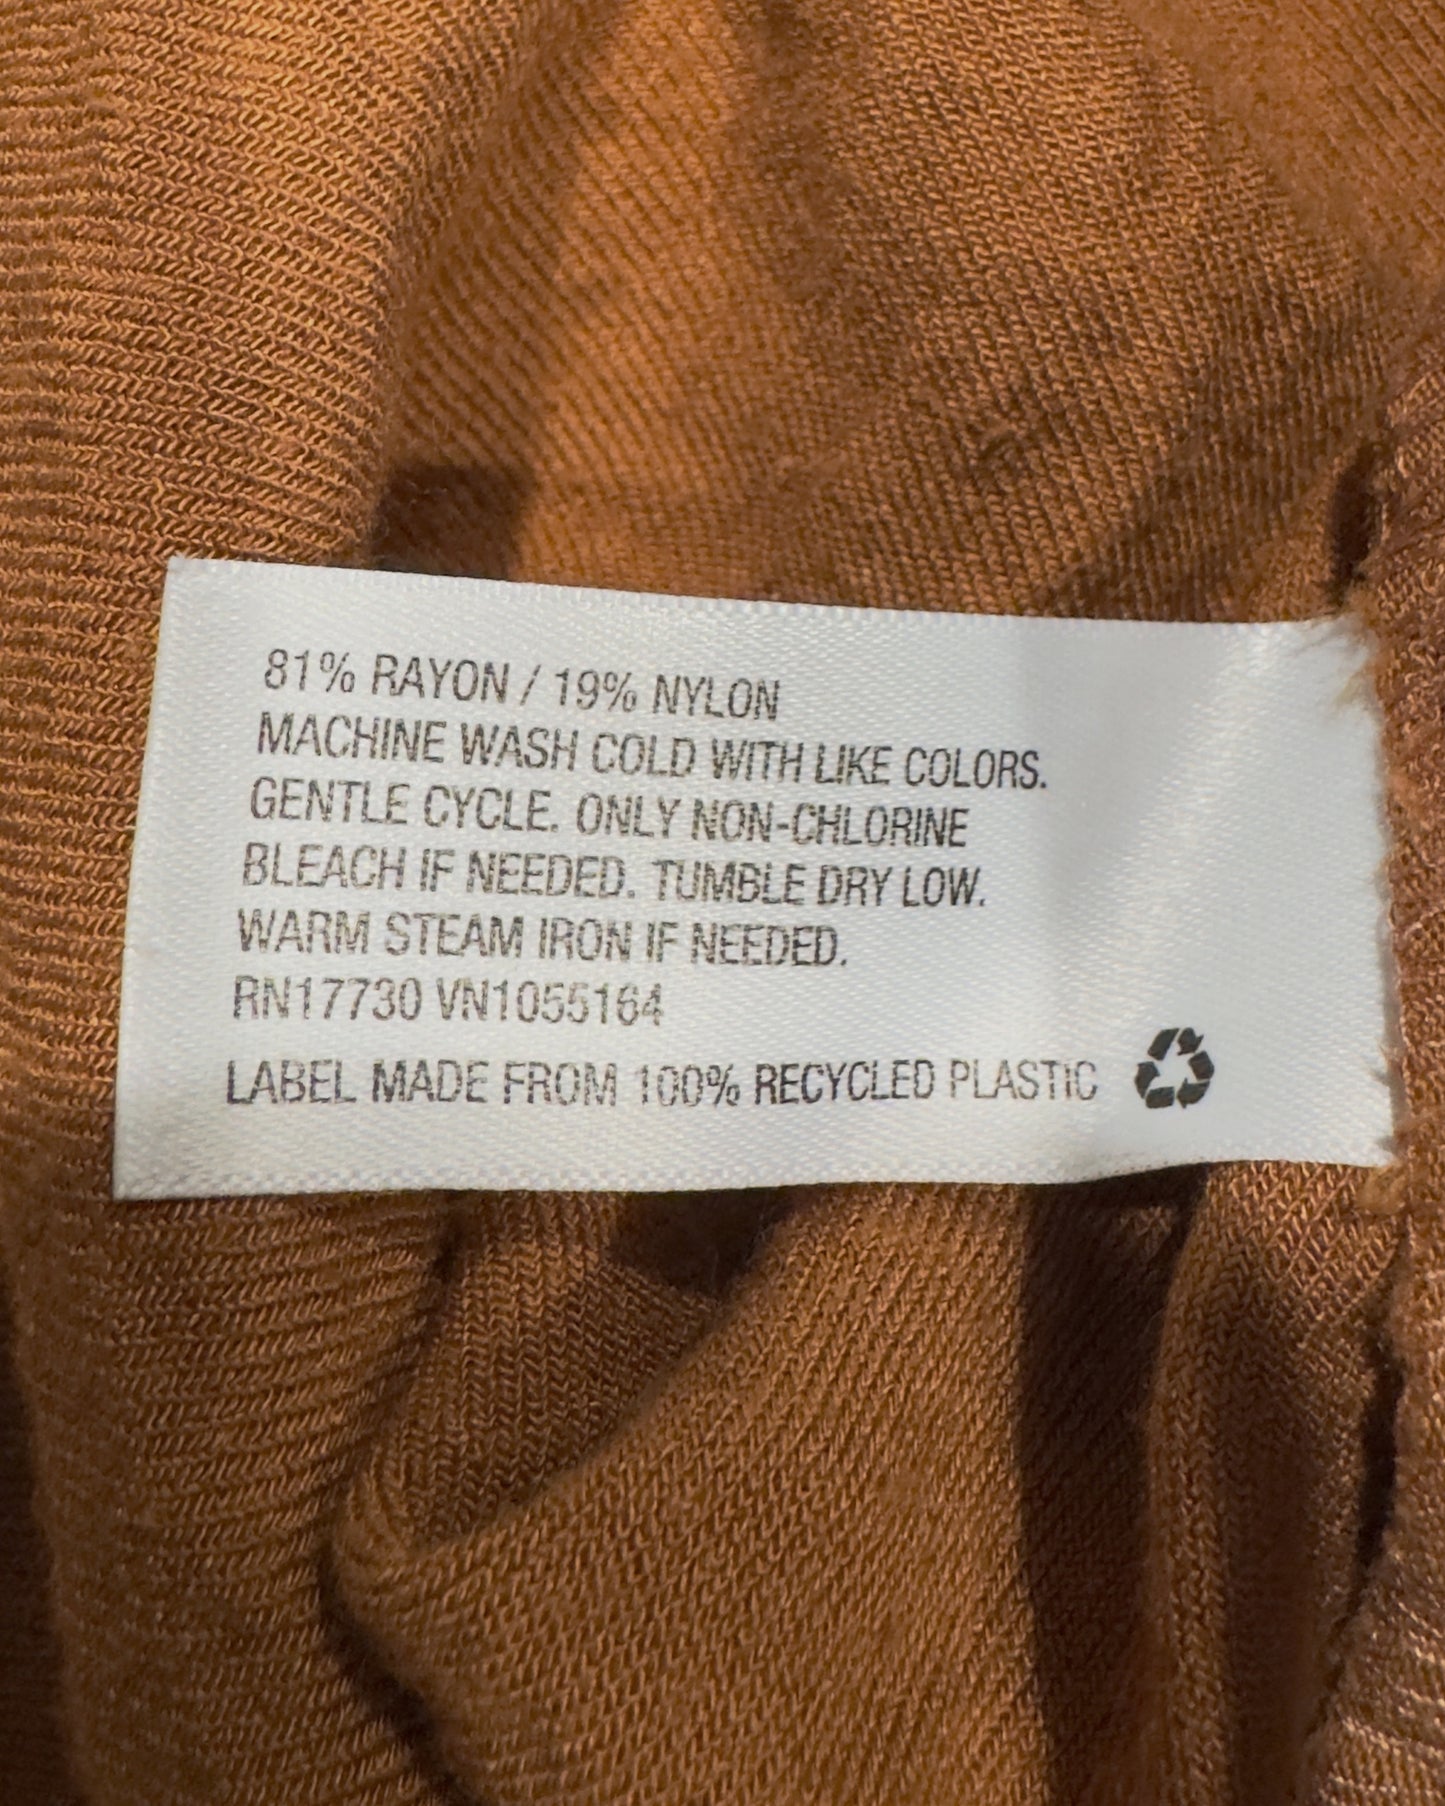 81% RAYON / 19% NYLON
MACHINE WASH COLD WITH LIKE COLORS.
GENTLE CYCLE. ONLY NON-CHLORINE
BLEACH IF NEEDED. TUMBLE DRY LOW.
WARM STEAM IRON IF NEEDED.
RN17730 VN1055164
LABEL MADE FROM 100% RECYCLED PLASTIC